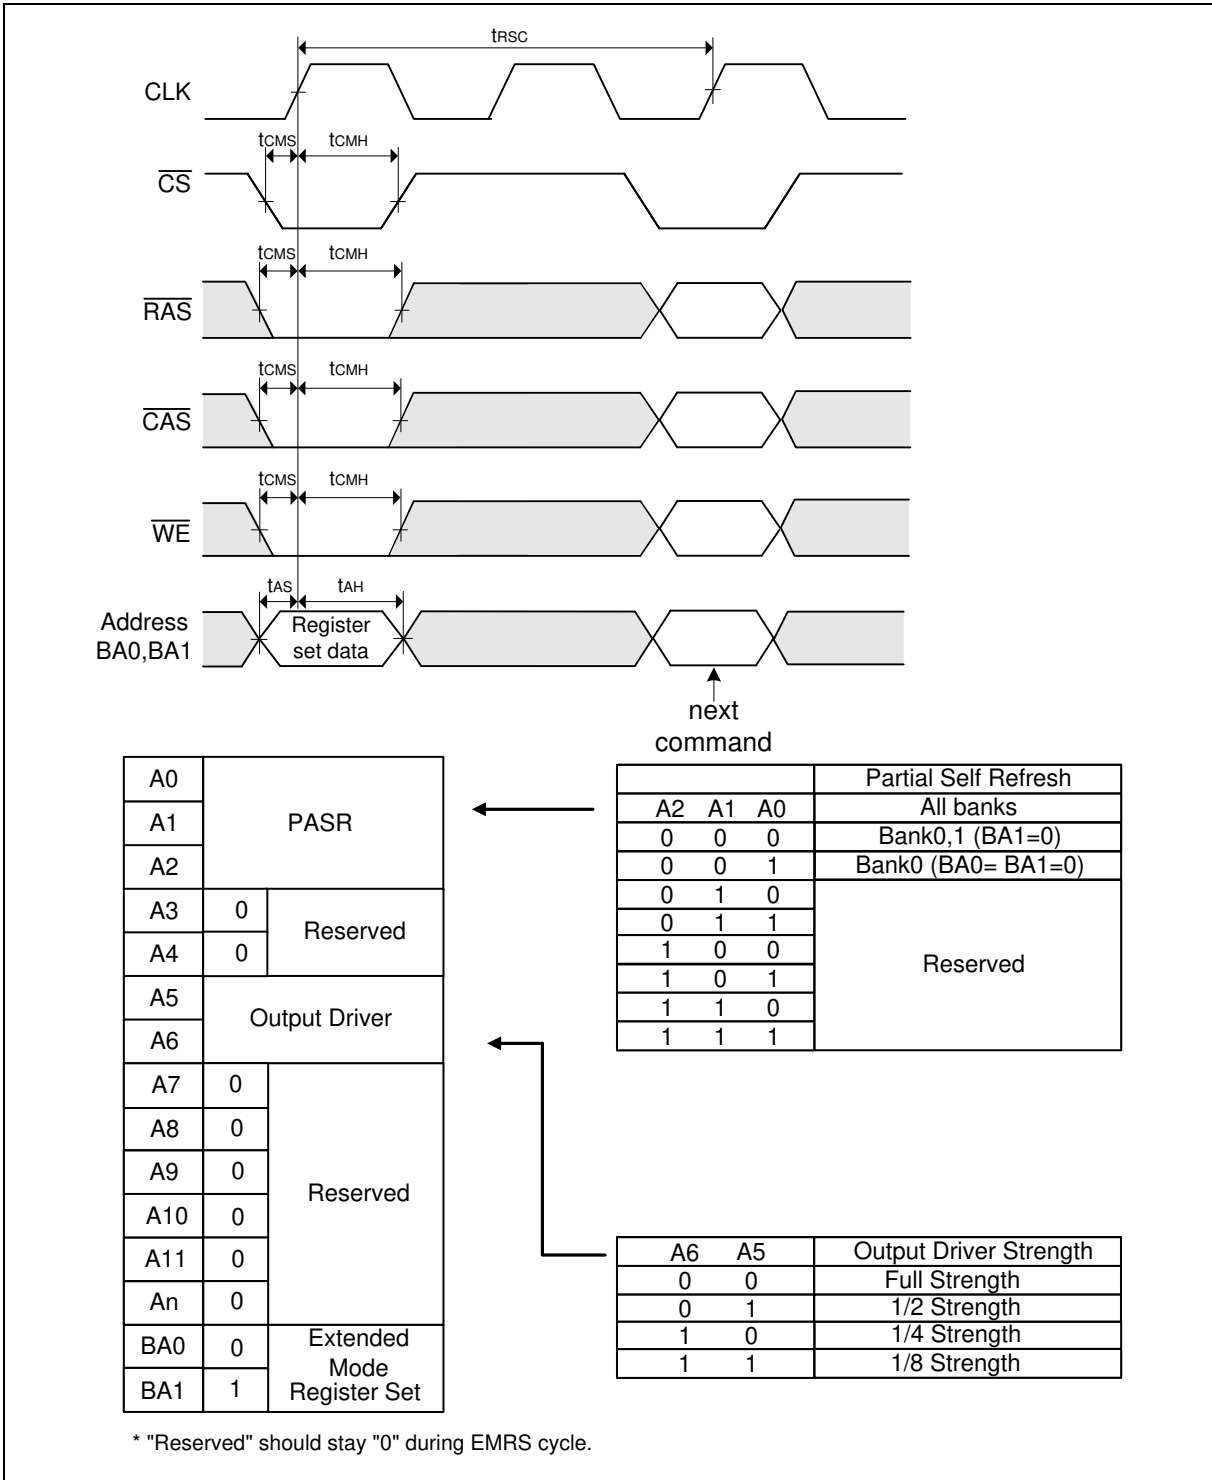 tRSC
CLK
tCMS tCMH
CS
tCMS tCMH
RAS
tCMS tCMH
CAS
tCMS tCMH
WE
tAS tAH
Address
BA0,BA1
Register
set data
next
command
A0
A1
A2
PASR
A3 0
A4 0
Reserved
A5
A6
Output Driver
A7 0
A8 0
A9 0
A10 0
A11 0
An 0
Reserved
BA0 0
BA1 1
Extended
Mode
Register Set
Partial Self Refresh
A2 A1 A0 All banks
0 0 0 Bank0,1 (BA1=0)
0 0 1 Bank0 (BA0= BA1=0)
0 1 0
0 1 1
1 0 0
1 0 1
1 1 0
1 1 1
Reserved
A6 A5 Output Driver Strength
0 0 Full Strength
0 1 1/2 Strength
1 0 1/4 Strength
1 1 1/8 Strength
* "Reserved" should stay "0" during EMRS cycle.